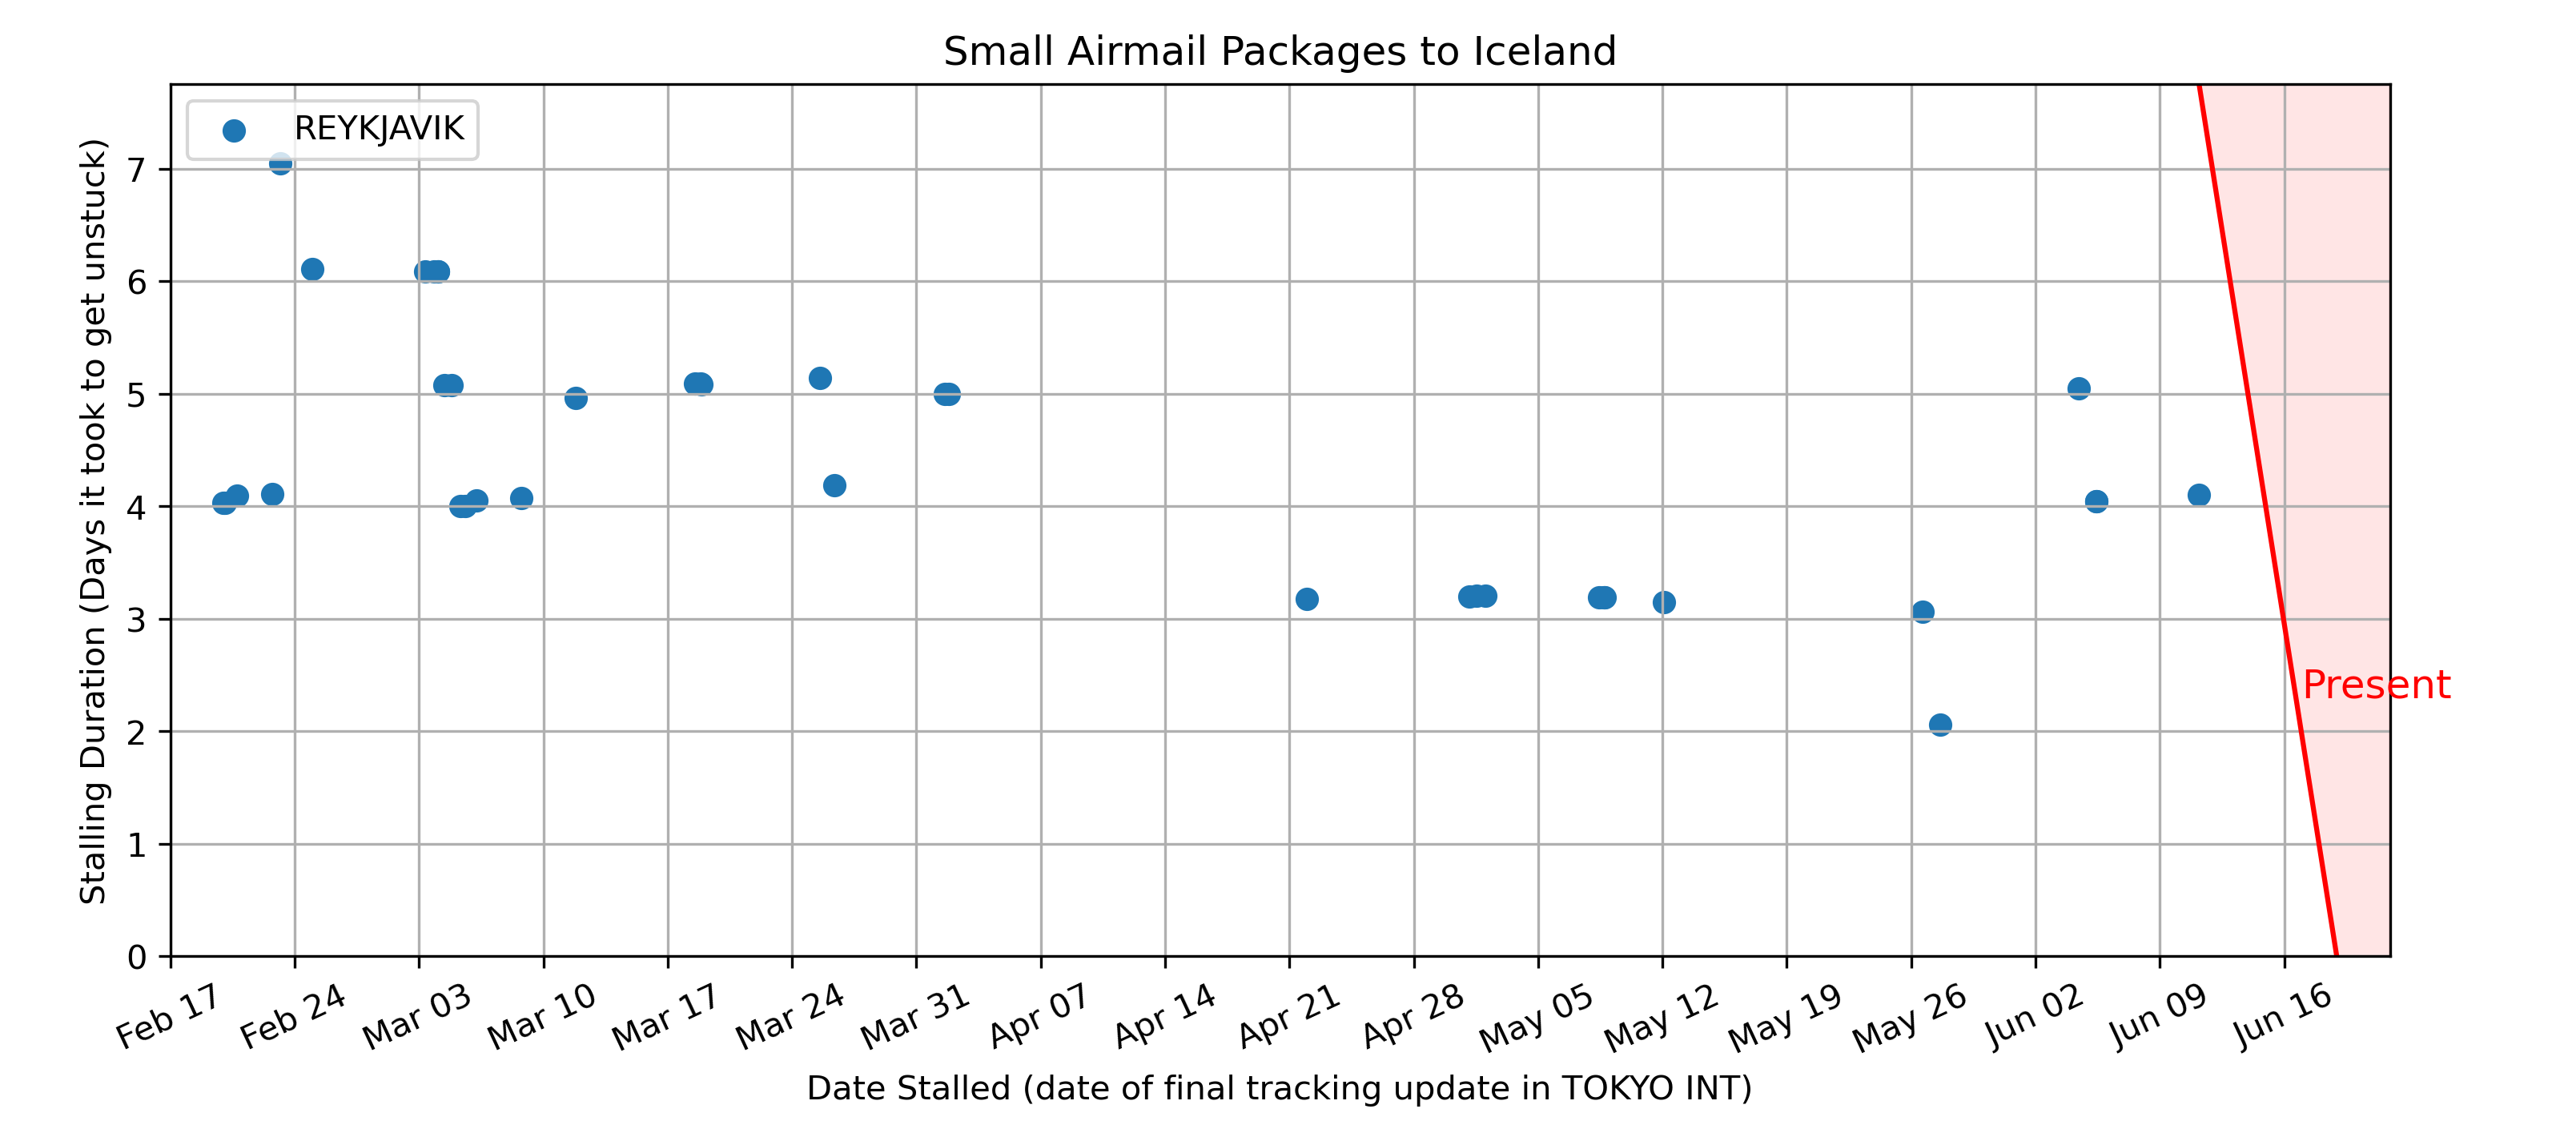 Small Airmail Packages to Iceland
REYKJAVIK
Stalling Duration (Days it took to get unstuck)
7
6
5
4
3
2
1
0
Present
Feb 17
Feb 24
Mar 03
Mar 10
Mar 17
Mar 24
Mar 31
Apr 07
Apr 14
Apr 21
Apr 28
May 05
May 12
May 19
May 26
Jun 02
Jun 09
Jun 16
Date Stalled (date of final tracking update in TOKYO INT)